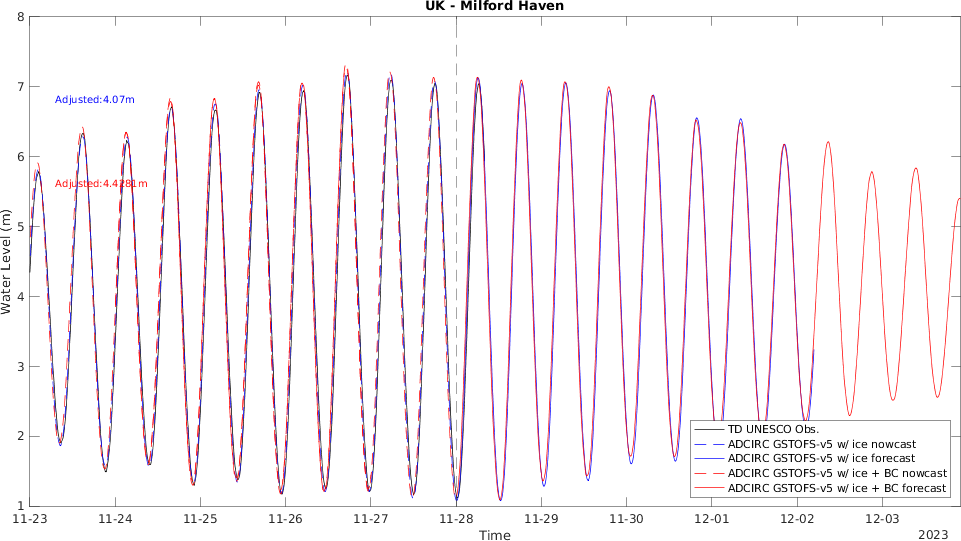 UK - Milford Haven
8
7
6
5
4
3
2
1
Water Level (m)
Adjusted:4.07m
Adjusted:4.4281m
TD UNESCO Obs.
ADCIRC GSTOFS-v5 w/ ice nowcast
ADCIRC GSTOFS-v5 w/ ice forecast
ADCIRC GSTOFS-v5 w/ ice + BC nowcast
ADCIRC GSTOFS-v5 w/ ice + BC forecast
11-23 11-24 11-25 11-26 11-27 11-28 11-29 11-30 12-01 12-02 12-03
Time
2023